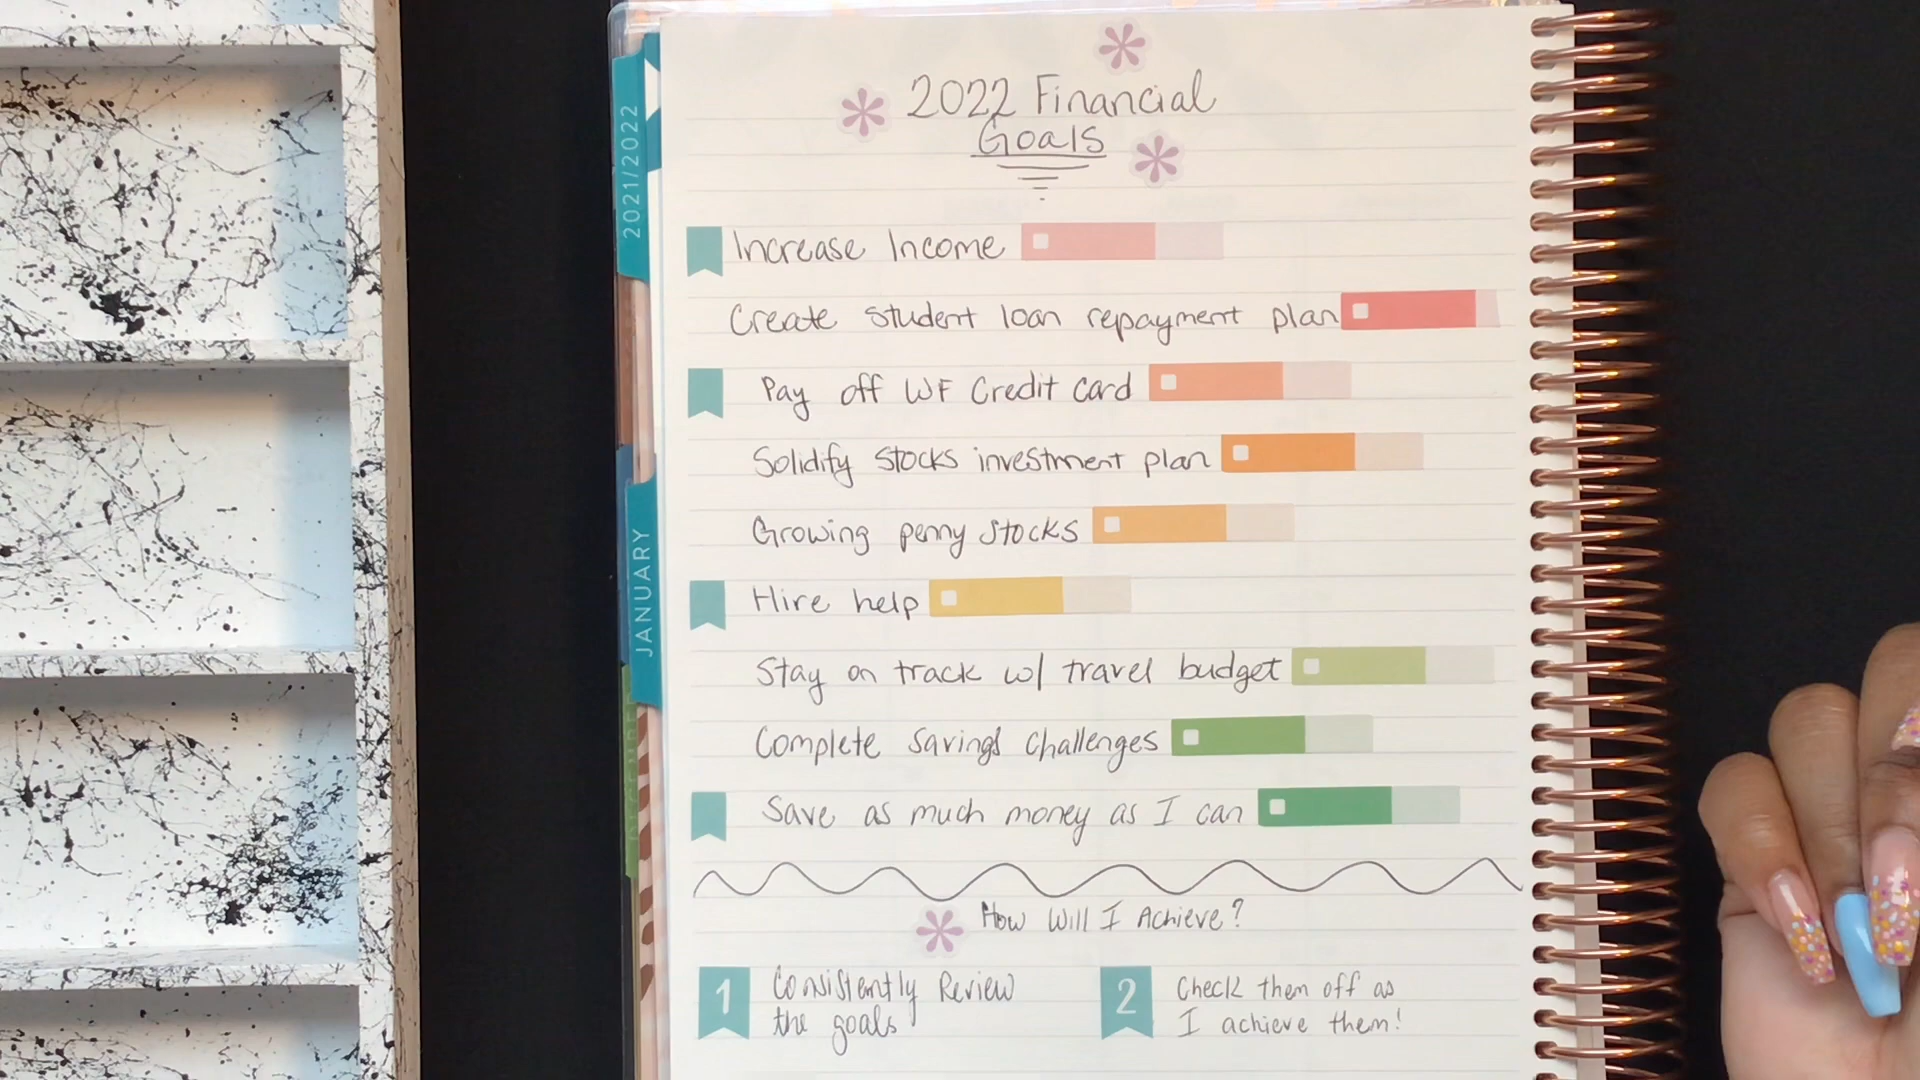 2022 Financial
Goals
2021/2022
Increase Income
Create student loan repayment plan
Pay off WF Credit Card
Solidify stocks investment plan
Growing penny stocks
JANUARY
Hire help
Stay on track w/ travel budget
Complete savings challenges
Save as much money as I can
How Will I Achieve?
1 Consistently Review
the goals
2 Check them off as
I achieve them!